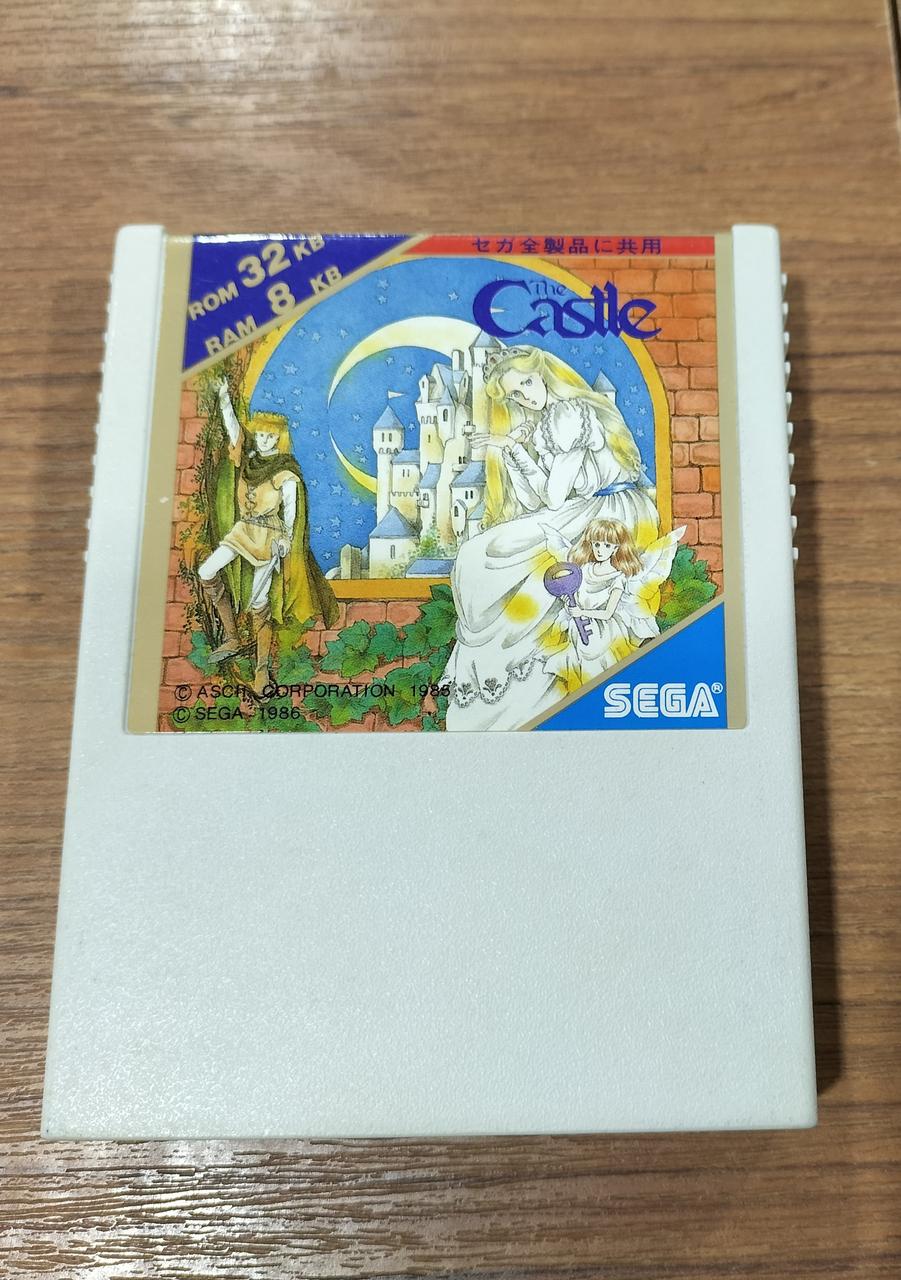 ROM 32 KB
RAM 8 KB
セガ全製品に共用
The
Castle
© ASCII CORPORATION 1985
© SEGA 1986
SEGA®